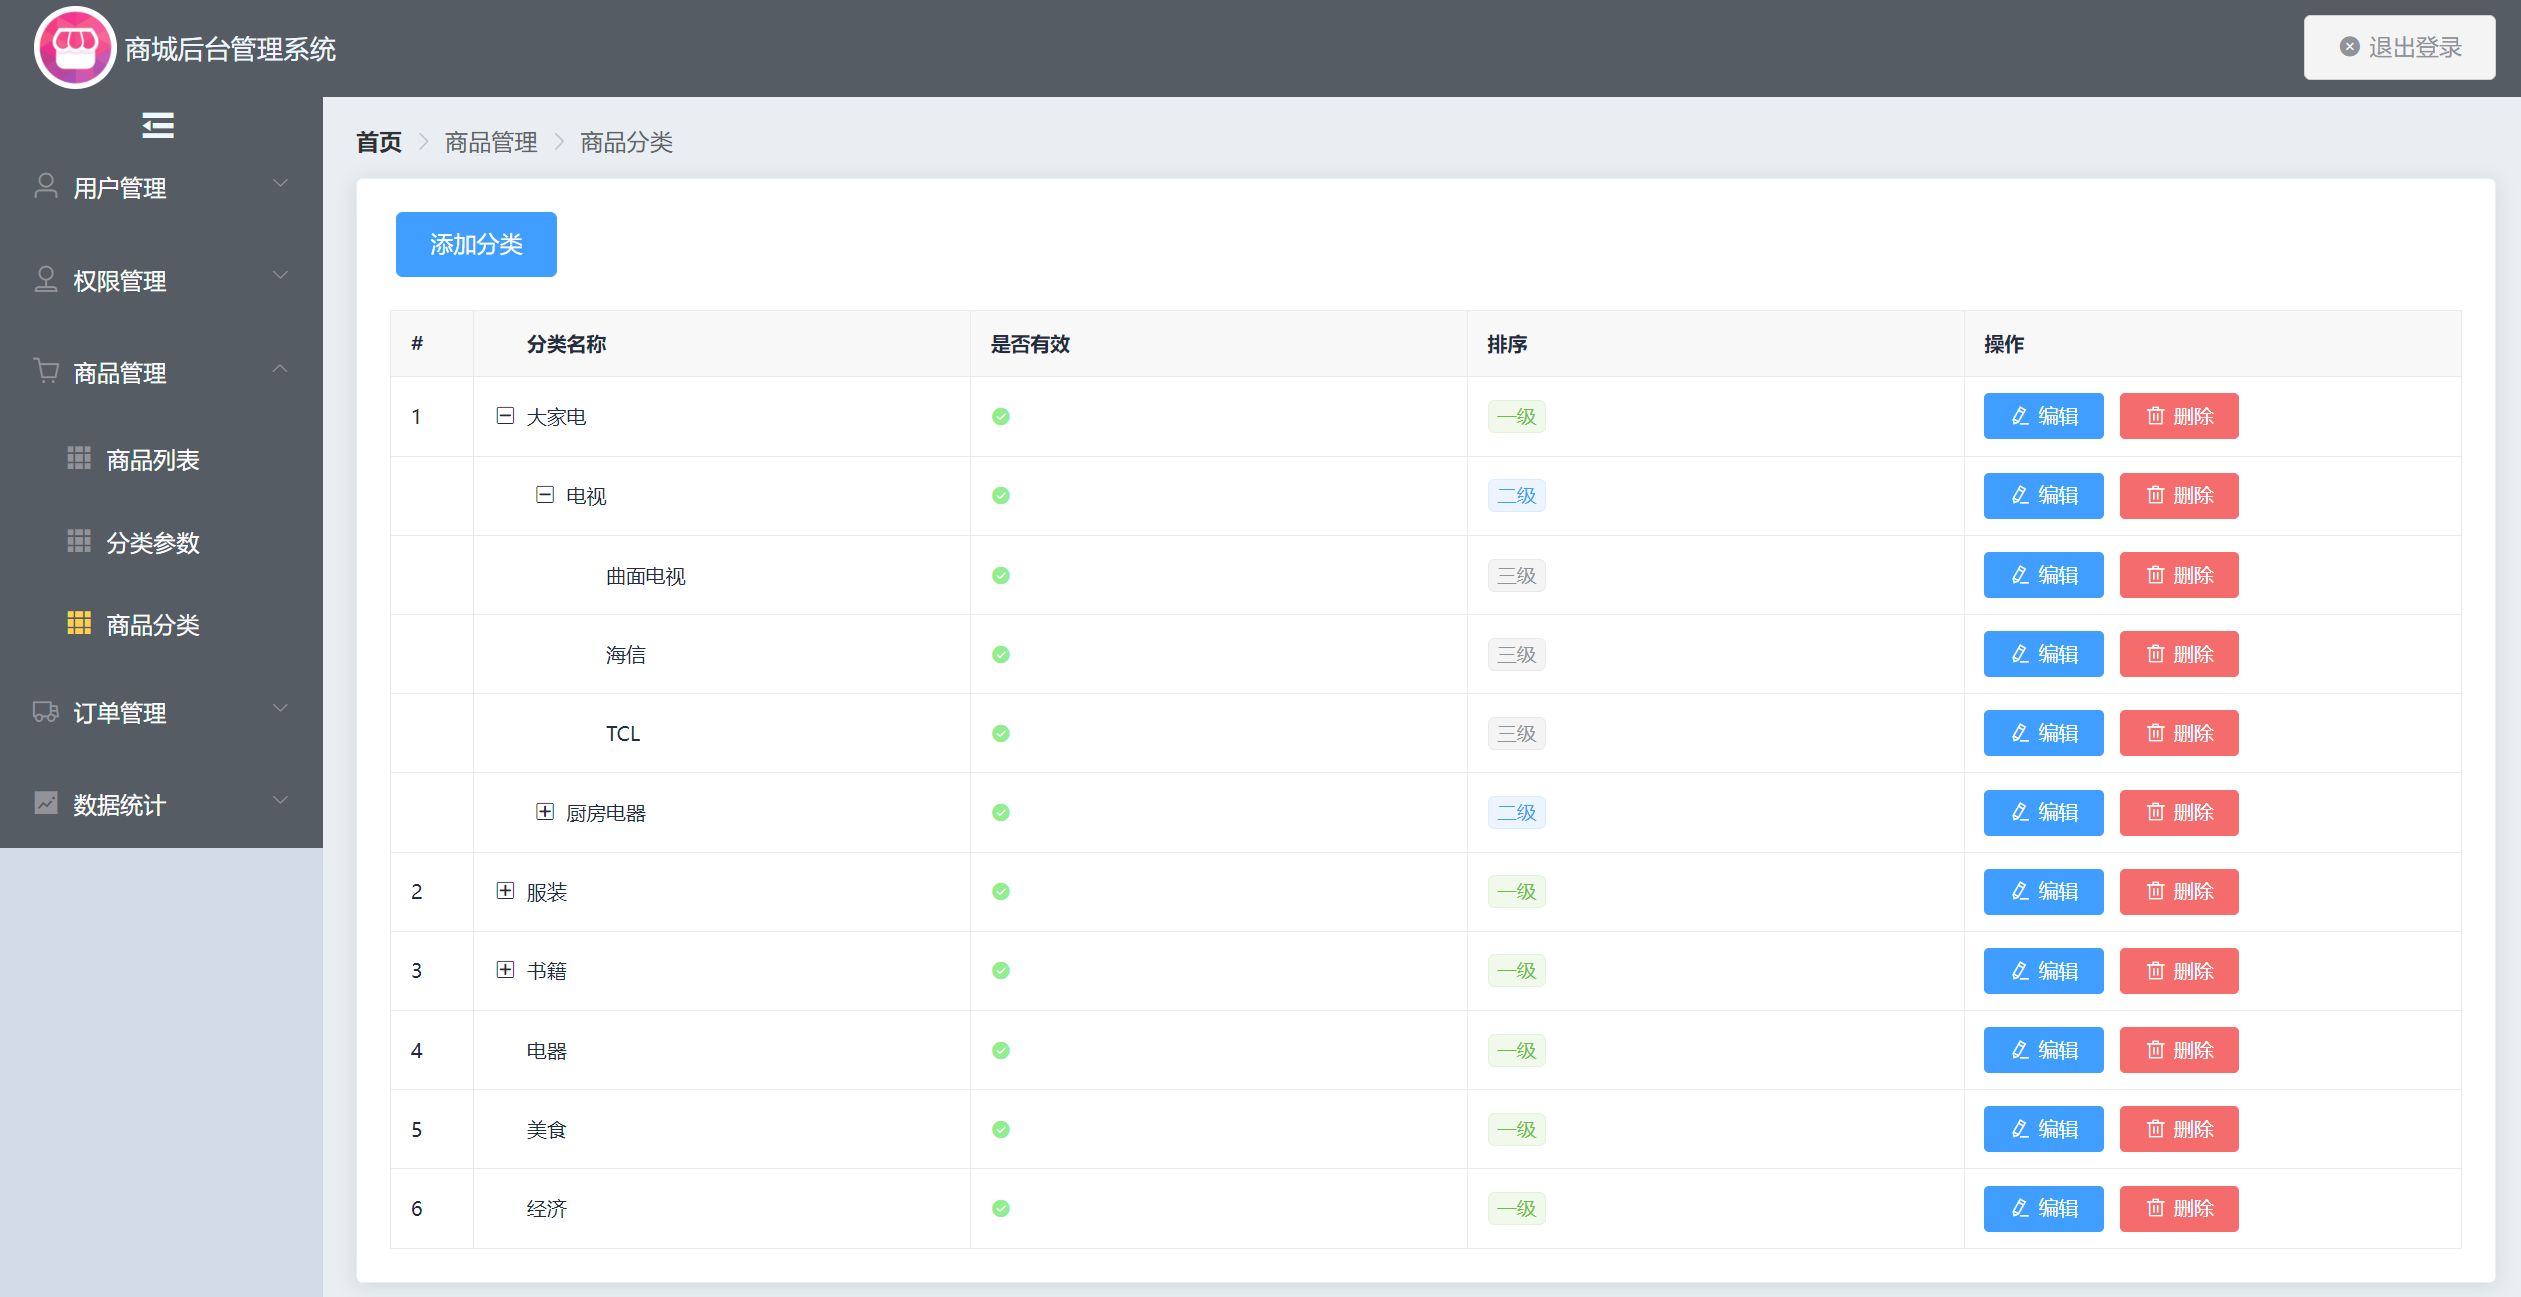 商城后台管理系统
退出登录
首页 > 商品管理 > 商品分类
用户管理
权限管理
商品管理
商品列表
分类参数
商品分类
订单管理
数据统计
添加分类
# 分类名称 是否有效 排序 操作
1 大家电 一级 编辑 删除
电视 二级 编辑 删除
曲面电视 三级 编辑 删除
海信 三级 编辑 删除
TCL 三级 编辑 删除
厨房电器 二级 编辑 删除
2 服装 一级 编辑 删除
3 书籍 一级 编辑 删除
4 电器 一级 编辑 删除
5 美食 一级 编辑 删除
6 经济 一级 编辑 删除